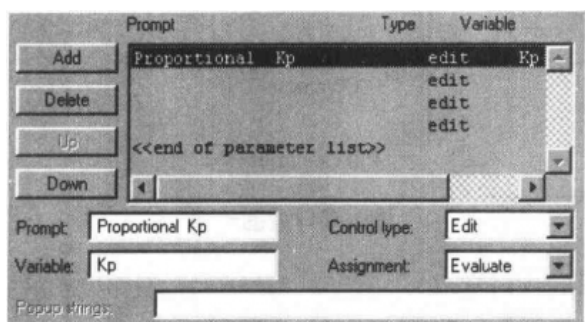 Prompt Type Variable
Add
Proportional Kp edit Kp
Delete
edit
edit
Up
edit
<<end of parameter list>>
Down
Prompt: Proportional Kp Control type: Edit
Variable: Kp Assignment: Evaluate
Popup strings: